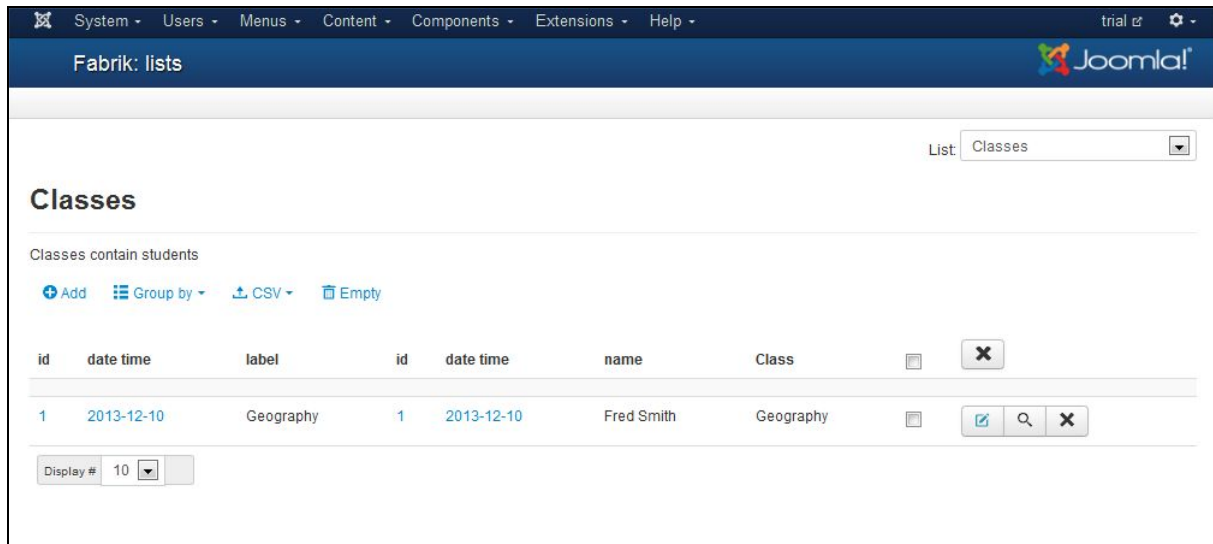 System Users Menus Content Components Extensions Help trial
Fabrik: lists Joomla!
List: Classes
Classes
Classes contain students
Add Group by CSV Empty
id date time label id date time name Class
1 2013-12-10 Geography 1 2013-12-10 Fred Smith Geography
Display # 10